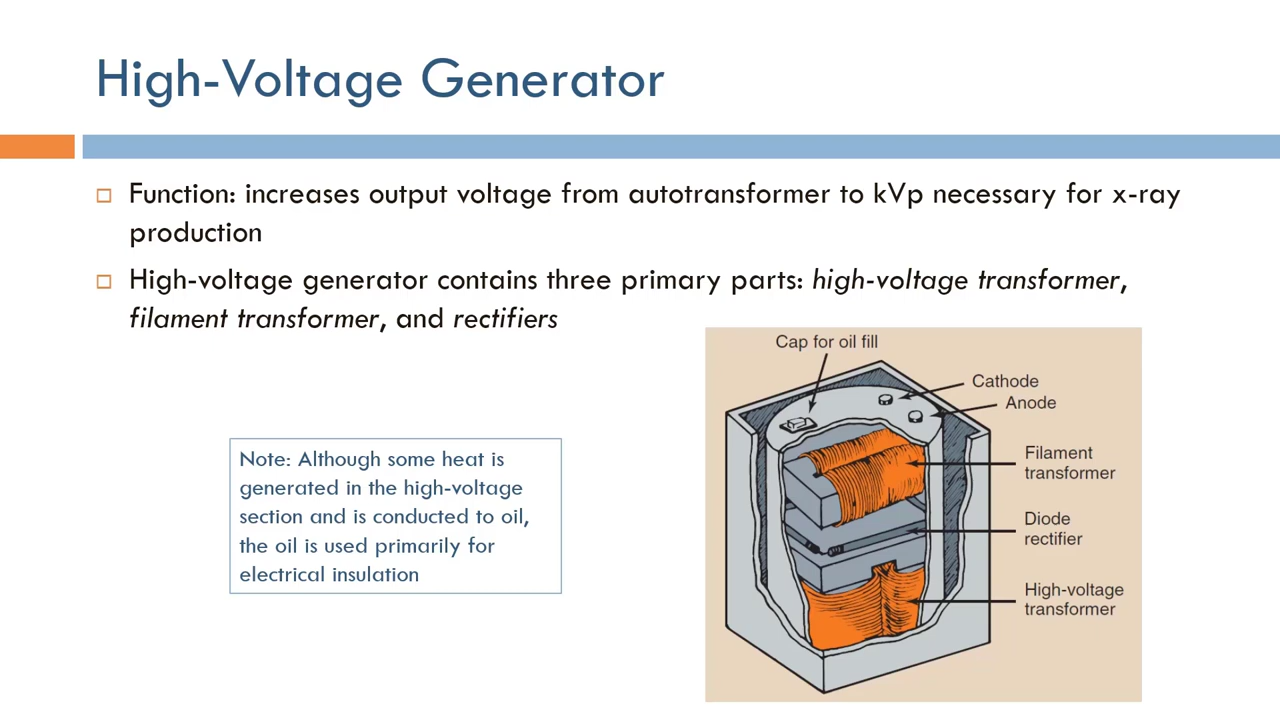 High-Voltage Generator
Function: increases output voltage from autotransformer to kVp necessary for x-ray
production
High-voltage generator contains three primary parts: high-voltage transformer,
filament transformer, and rectifiers
Note: Although some heat is
generated in the high-voltage
section and is conducted to oil,
the oil is used primarily for
electrical insulation
Cap for oil fill
Cathode
Anode
Filament
transformer
Diode
rectifier
High-voltage
transformer